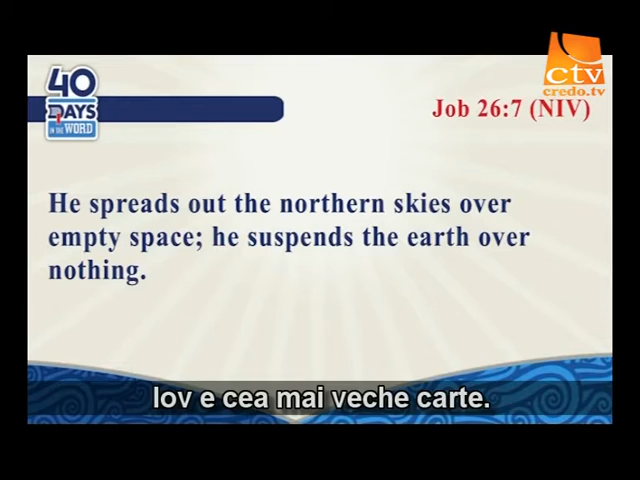 40
DAYS
IN THE WORD
ctv
credo.tv
Job 26:7 (NIV)
He spreads out the northern skies over
empty space; he suspends the earth over
nothing.
Iov e cea mai veche carte.